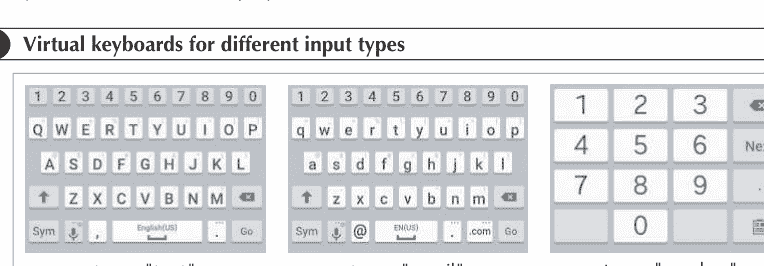 Virtual keyboards for different input types
1 2 3 4 5 6 7 8 9 0
Q W E R T Y U I O P
A S D F G H J K L
Z X C V B N M
Sym , English(US) . Go
1 2 3 4 5 6 7 8 9 0
q w e r t y u i o p
a s d f g h j k l
z x c v b n m
Sym @ EN(US) . .com Go
1 2 3
4 5 6
7 8 9 .
0